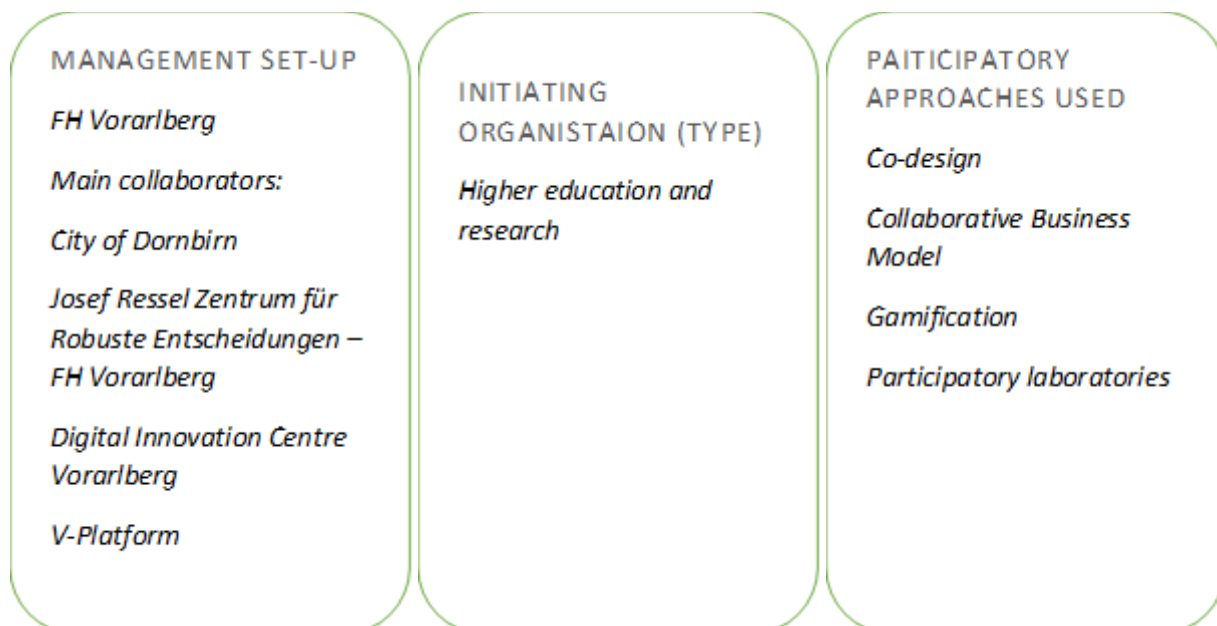 MANAGEMENT SET-UP
FH Vorarlberg
Main collaborators:
City of Dornbirn
Josef Ressel Zentrum für
Robuste Entscheidungen –
FH Vorarlberg
Digital Innovation Centre
Vorarlberg
V-Platform
INITIATING
ORGANISTAION (TYPE)
Higher education and
research
PAITICIPATORY
APPROACHES USED
Co-design
Collaborative Business
Model
Gamification
Participatory laboratories